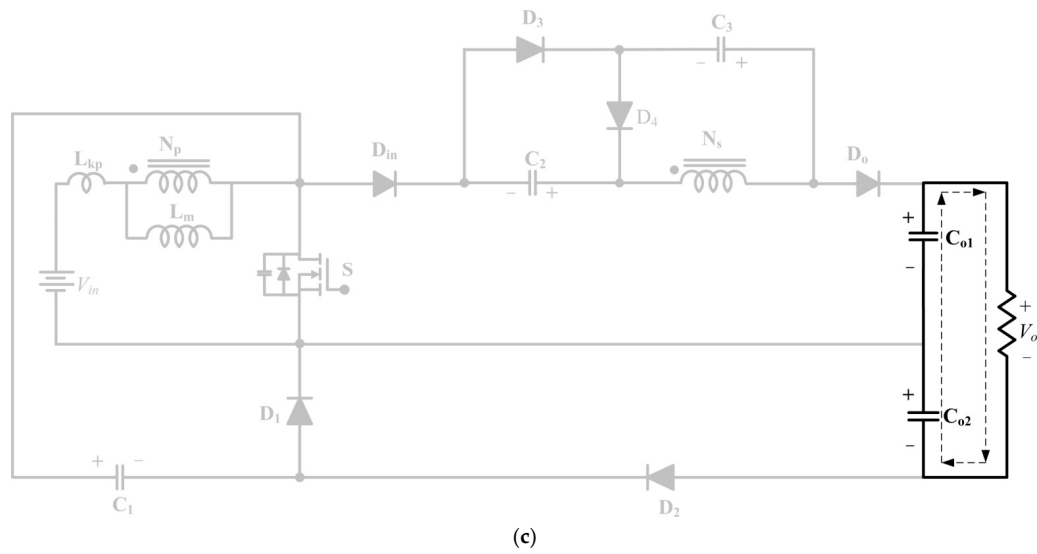 D3 C3
− +
D4
Np
Lkp
Din
C2
Ns
Do
− +
Lm
+
Co1
−
S
Vin
+
Vo
−
+
Co2
−
D1
+ −
C1
D2
(c)